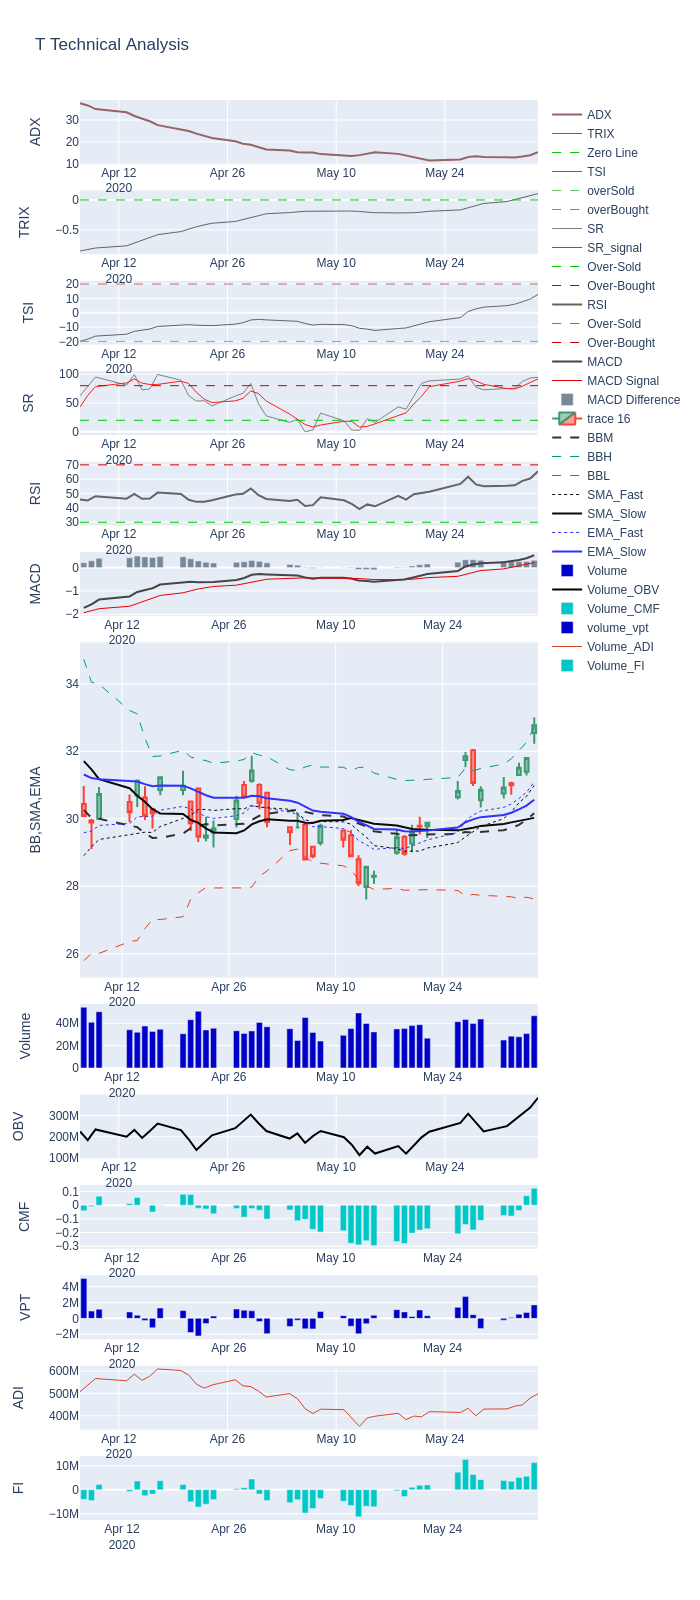 T Technical Analysis
ADX
30
20
10
Apr 12
2020
Apr 26
May 10
May 24
TRIX
0
−0.5
Apr 12
2020
Apr 26
May 10
May 24
TSI
20
10
0
−10
−20
Apr 12
2020
Apr 26
May 10
May 24
SR
100
50
0
Apr 12
2020
Apr 26
May 10
May 24
RSI
70
60
50
40
30
Apr 12
2020
Apr 26
May 10
May 24
MACD
0
−1
−2
Apr 12
2020
Apr 26
May 10
May 24
BB,SMA,EMA
34
32
30
28
26
Apr 12
2020
Apr 26
May 10
May 24
Volume
40M
20M
0
Apr 12
2020
Apr 26
May 10
May 24
OBV
300M
200M
100M
Apr 12
2020
Apr 26
May 10
May 24
CMF
0.1
0
−0.1
−0.2
−0.3
Apr 12
2020
Apr 26
May 10
May 24
VPT
4M
2M
0
−2M
Apr 12
2020
Apr 26
May 10
May 24
ADI
600M
500M
400M
Apr 12
2020
Apr 26
May 10
May 24
FI
10M
0
−10M
Apr 12
2020
Apr 26
May 10
May 24
ADX
TRIX
Zero Line
TSI
overSold
overBought
SR
SR_signal
Over-Sold
Over-Bought
RSI
Over-Sold
Over-Bought
MACD
MACD Signal
MACD Difference
trace 16
BBM
BBH
BBL
SMA_Fast
SMA_Slow
EMA_Fast
EMA_Slow
Volume
Volume_OBV
Volume_CMF
volume_vpt
Volume_ADI
Volume_FI